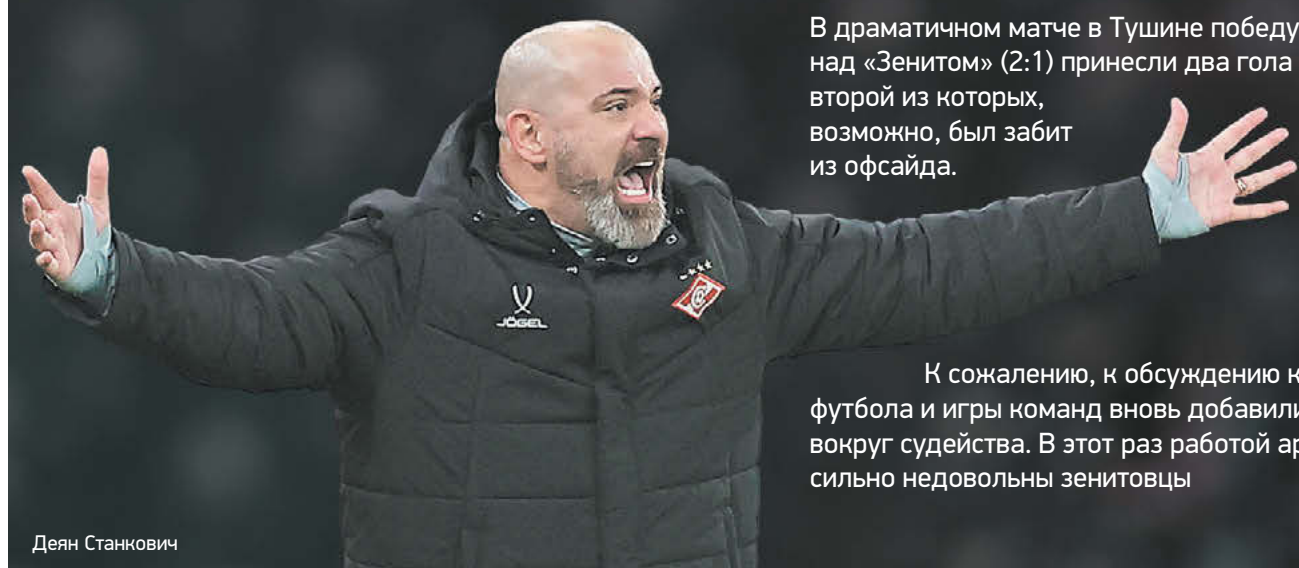 В драматичном матче в Тушине победу
над «Зенитом» (2:1) принесли два гола
второй из которых,
возможно, был забит
из офсайда.
JÖGEL
К сожалению, к обсуждению
футбола и игры команд вновь добавили
вокруг судейства. В этот раз работой
сильно недовольны зенитовцы
Деян Станкович